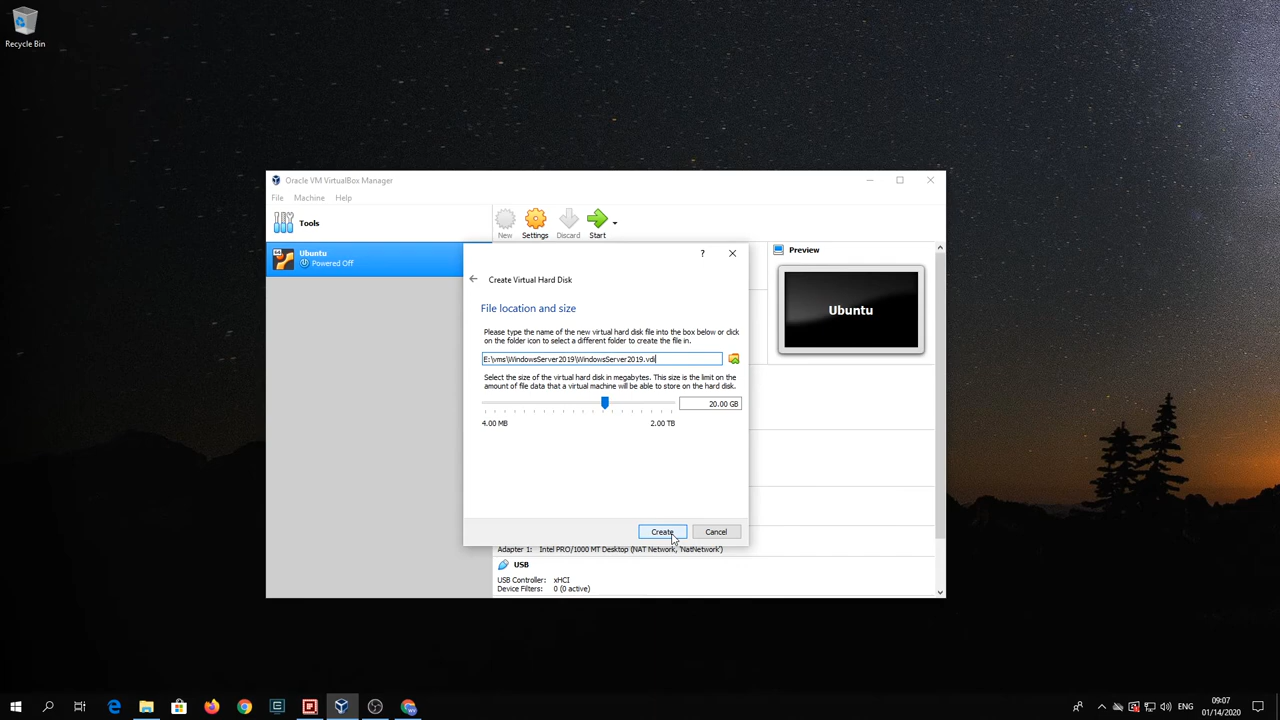 Recycle Bin
Oracle VM VirtualBox Manager
File Machine Help
Tools
New Settings Discard Start
Ubuntu
Powered Off
Preview
Ubuntu
Create Virtual Hard Disk
File location and size
Please type the name of the new virtual hard disk file into the box below or click
on the folder icon to select a different folder to create the file in.
E:\vms\WindowsServer2019\WindowsServer2019.vdi
Select the size of the virtual hard disk in megabytes. This size is the limit on the
amount of file data that a virtual machine will be able to store on the hard disk.
20.00 GB
4.00 MB 2.00 TB
Create Cancel
Adapter 1: Intel PRO/1000 MT Desktop (NAT Network, 'NatNetwork')
USB
USB Controller: xHCI
Device Filters: 0 (0 active)
ENG
09:07
01/14/2020